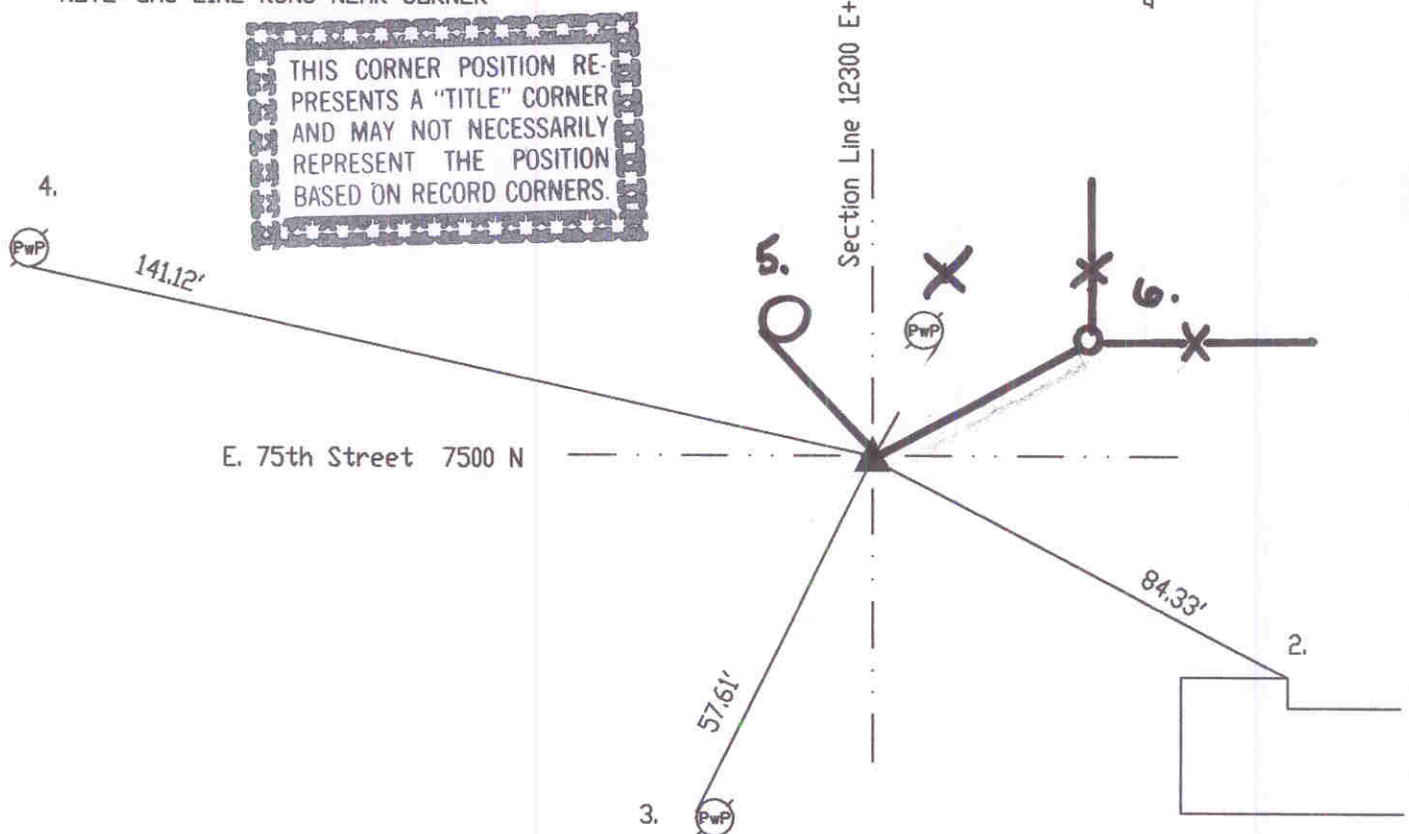 THIS CORNER POSITION RE-
PRESENTS A "TITLE" CORNER
AND MAY NOT NECESSARILY
REPRESENT THE POSITION
BASED ON RECORD CORNERS.
Section Line 12300 E+
4.
PwP
141.12'
5.
PwP
6.
E. 75th Street 7500 N
84.33'
2.
57.61'
3.
PwP